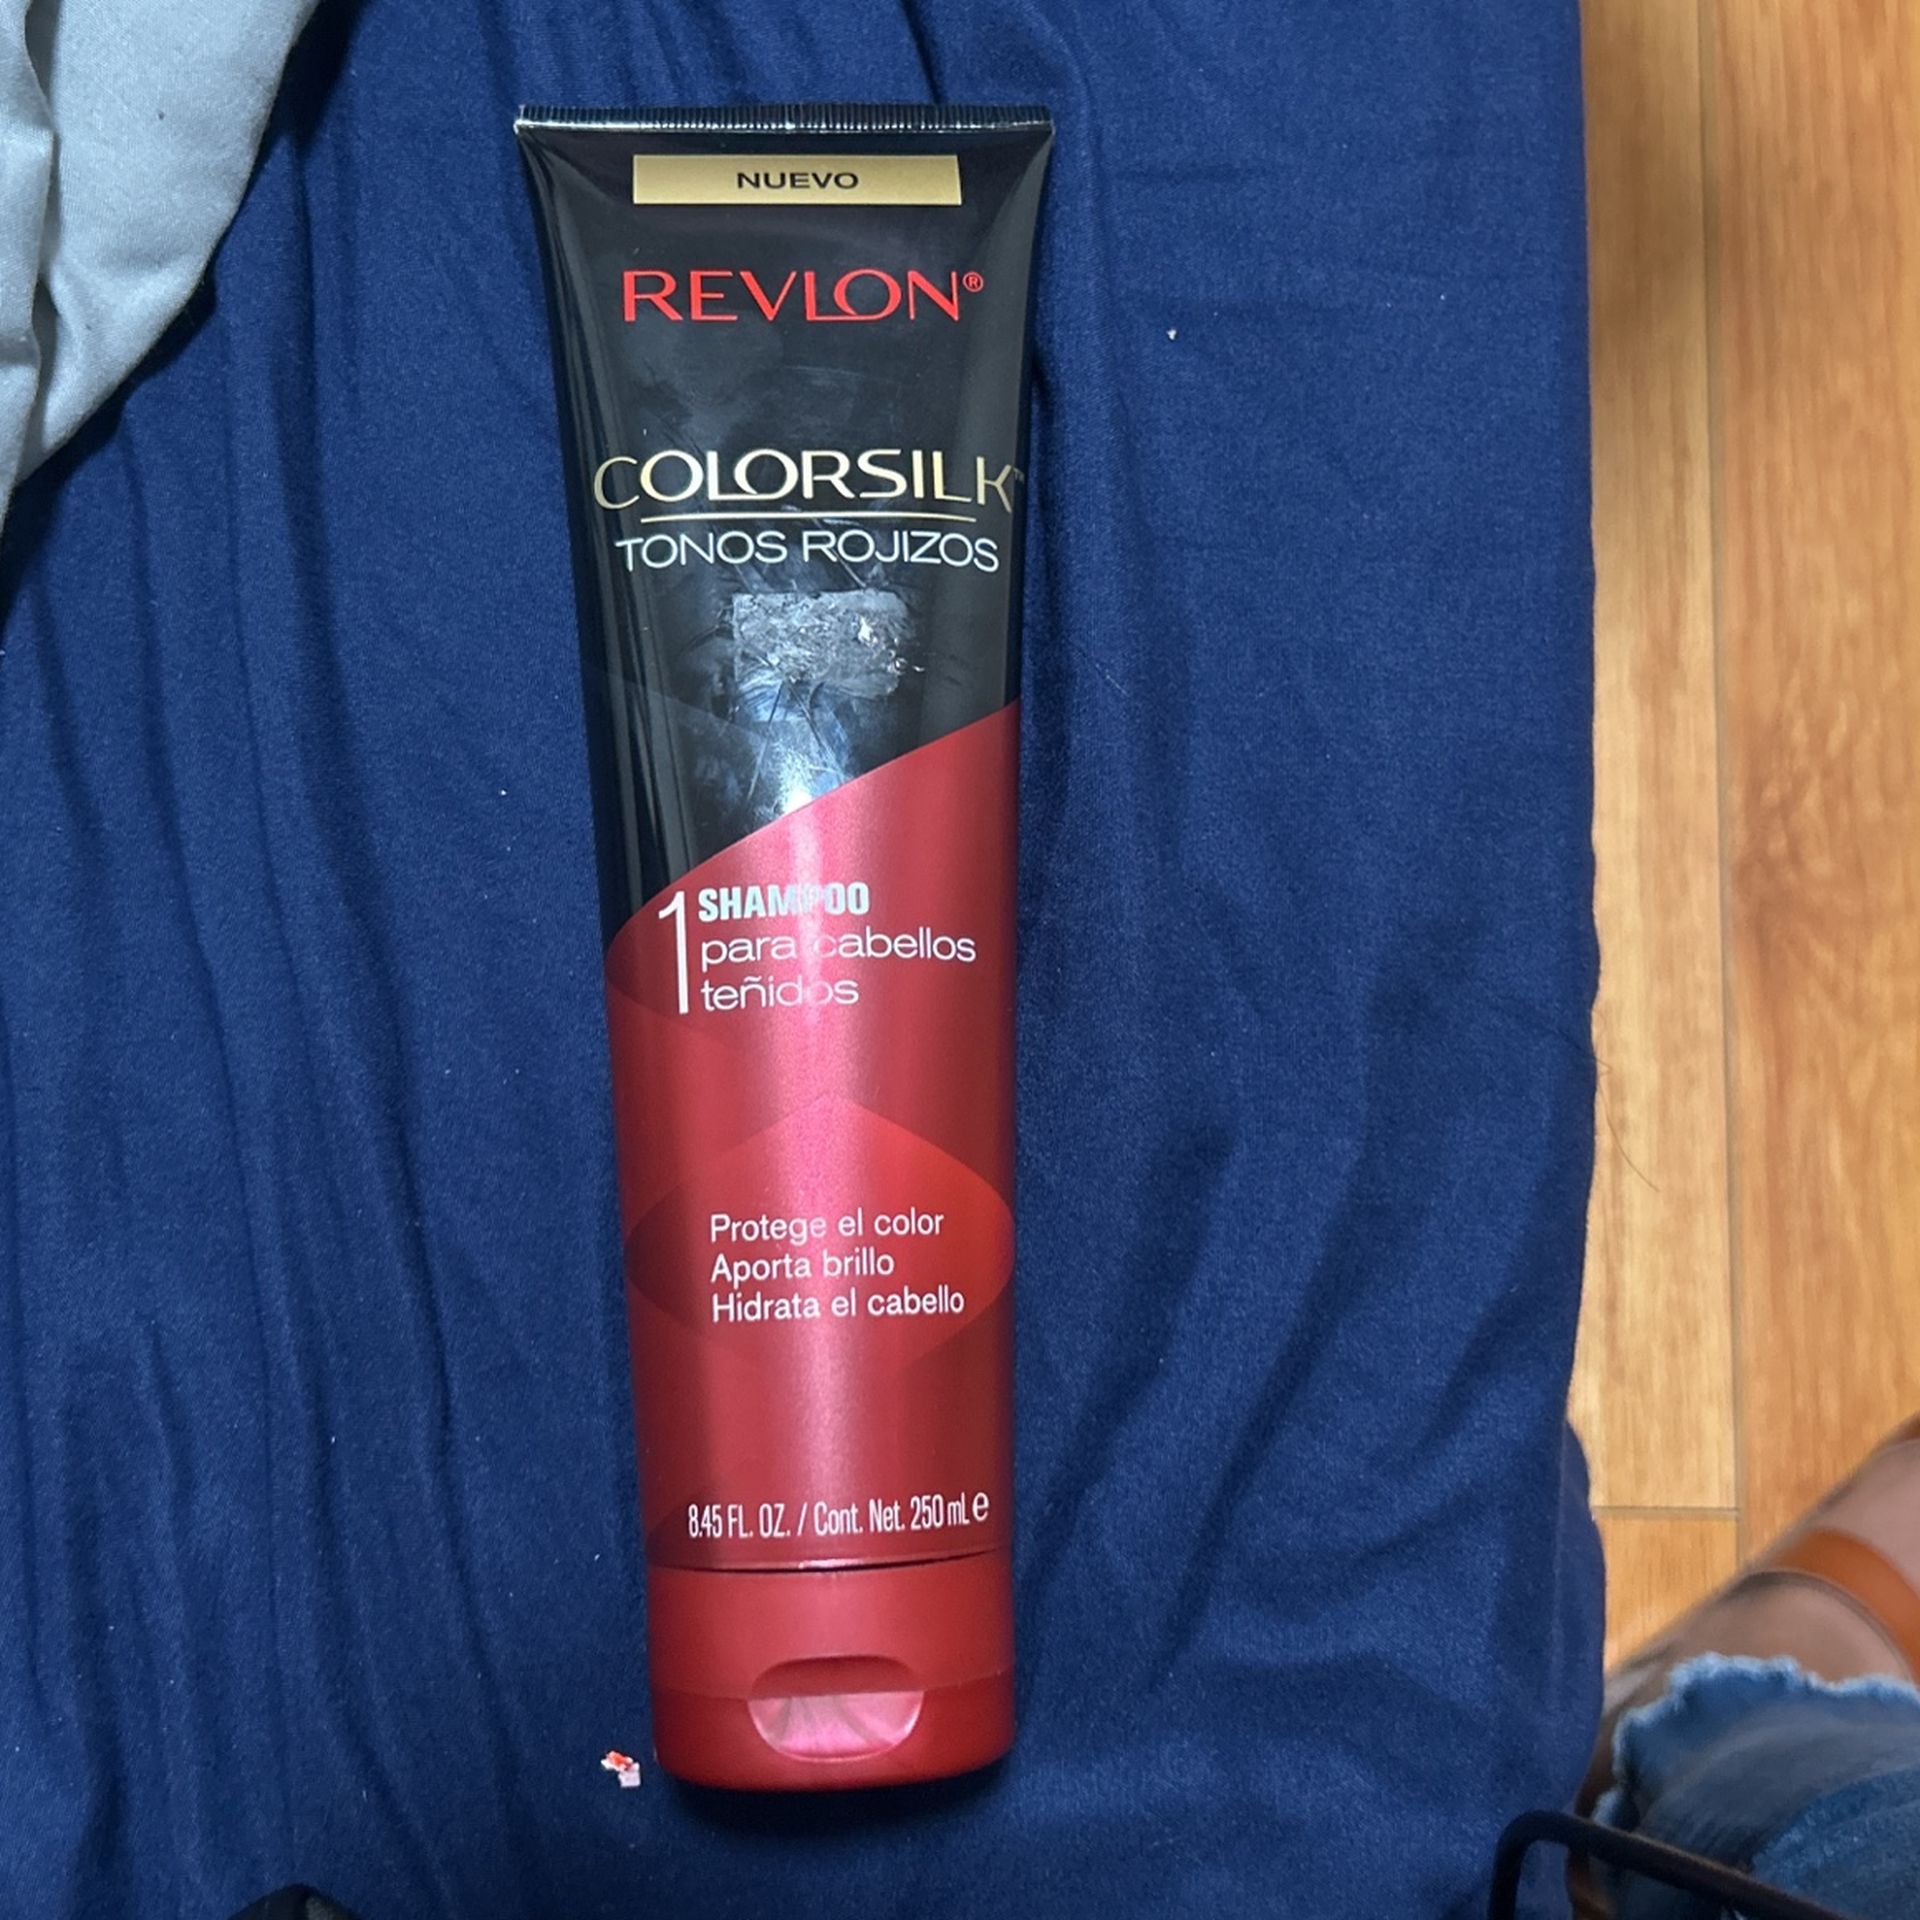 NUEVO
REVLON®
COLORSILK™
TONOS ROJIZOS
1 SHAMPOO
para cabellos
teñidos
Protege el color
Aporta brillo
Hidrata el cabello
8.45 FL. OZ. / Cont. Net. 250 mL ℮